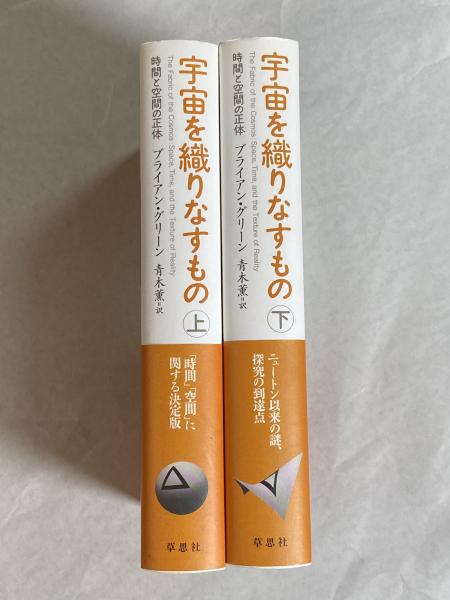 宇宙を織りなすもの 上
時間と空間の正体
The Fabric of the Cosmos: Space, Time, and the Texture of Reality
ブライアン・グリーン
青木薫=訳
「時間」「空間」に
関する決定版
草思社
宇宙を織りなすもの 下
時間と空間の正体
The Fabric of the Cosmos: Space, Time, and the Texture of Reality
ブライアン・グリーン
青木薫=訳
ニュートン以来の謎、
探究の到達点
草思社